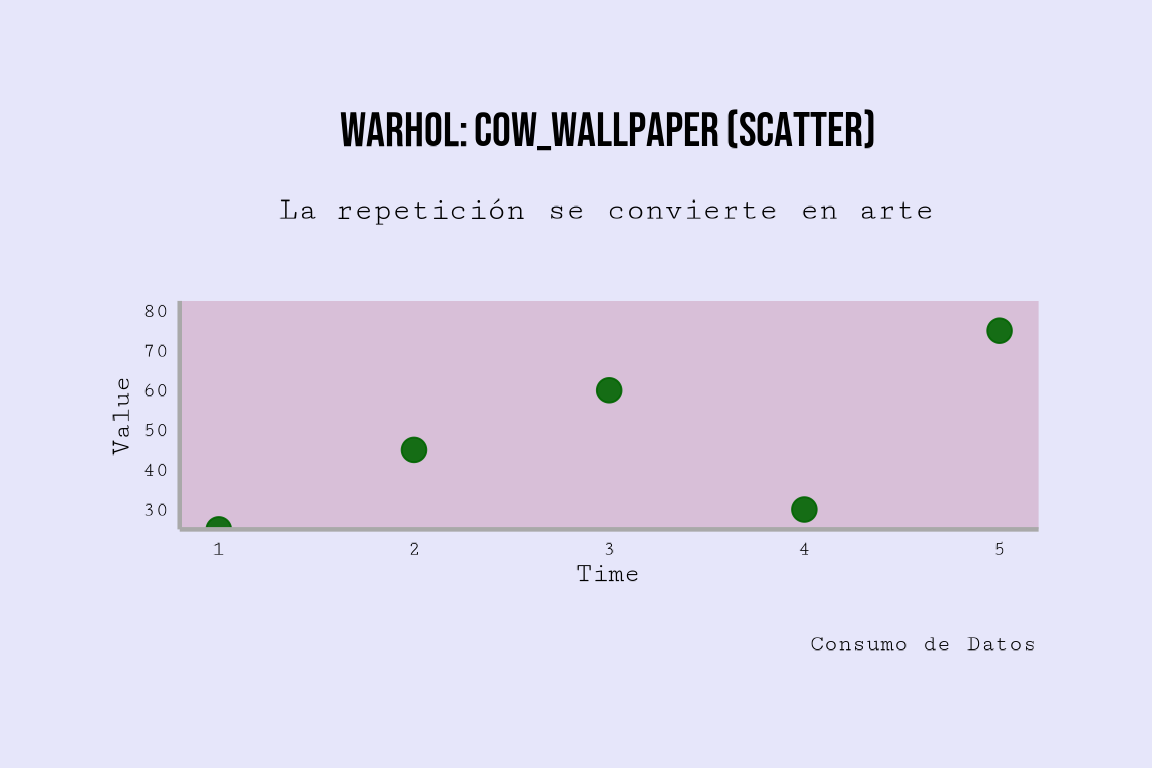 WARHOL: COW_WALLPAPER (SCATTER)
La repetición se convierte en arte
80
70
60
50
40
30
Value
1 2 3 4 5
Time
Consumo de Datos